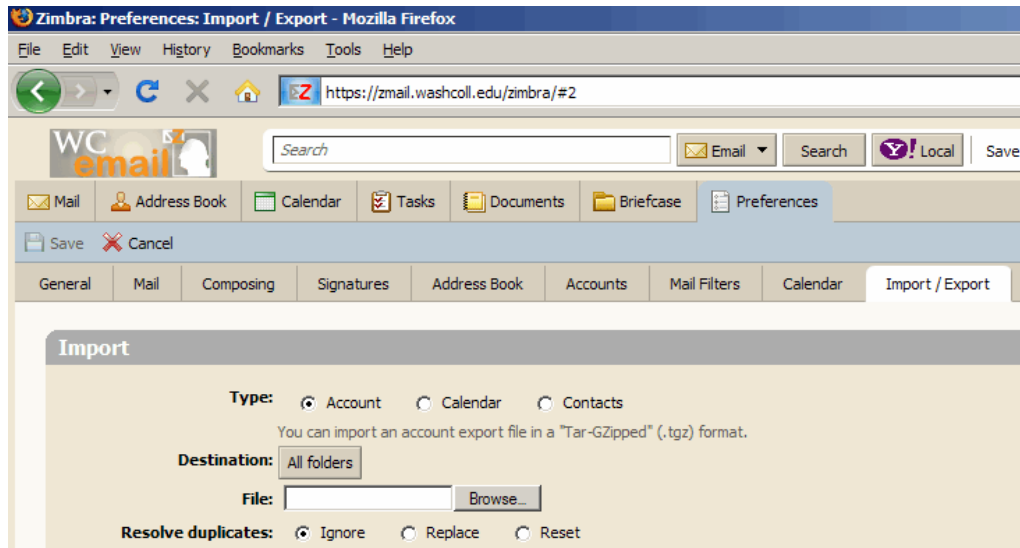 Zimbra: Preferences: Import / Export - Mozilla Firefox
File Edit View History Bookmarks Tools Help
https://zmail.washcoll.edu/zimbra/#2
WC email Search Email Search Y! Local Save
Mail Address Book Calendar Tasks Documents Briefcase Preferences
Save Cancel
General Mail Composing Signatures Address Book Accounts Mail Filters Calendar Import / Export
Import
Type: Account Calendar Contacts
You can import an account export file in a "Tar-GZipped" (.tgz) format.
Destination: All folders
File: Browse...
Resolve duplicates: Ignore Replace Reset